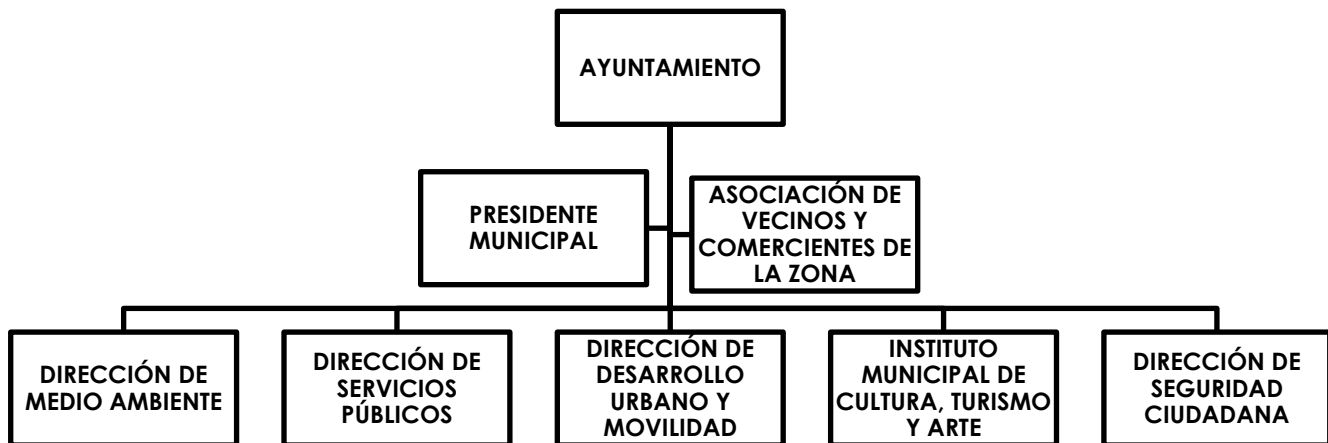 AYUNTAMIENTO
PRESIDENTE
MUNICIPAL
ASOCIACIÓN DE
VECINOS Y
COMERCIENTES DE
LA ZONA
DIRECCIÓN DE
MEDIO AMBIENTE
DIRECCIÓN DE
SERVICIOS
PÚBLICOS
DIRECCIÓN DE
DESARROLLO
URBANO Y
MOVILIDAD
INSTITUTO
MUNICIPAL DE
CULTURA, TURISMO
Y ARTE
DIRECCIÓN DE
SEGURIDAD
CIUDADANA